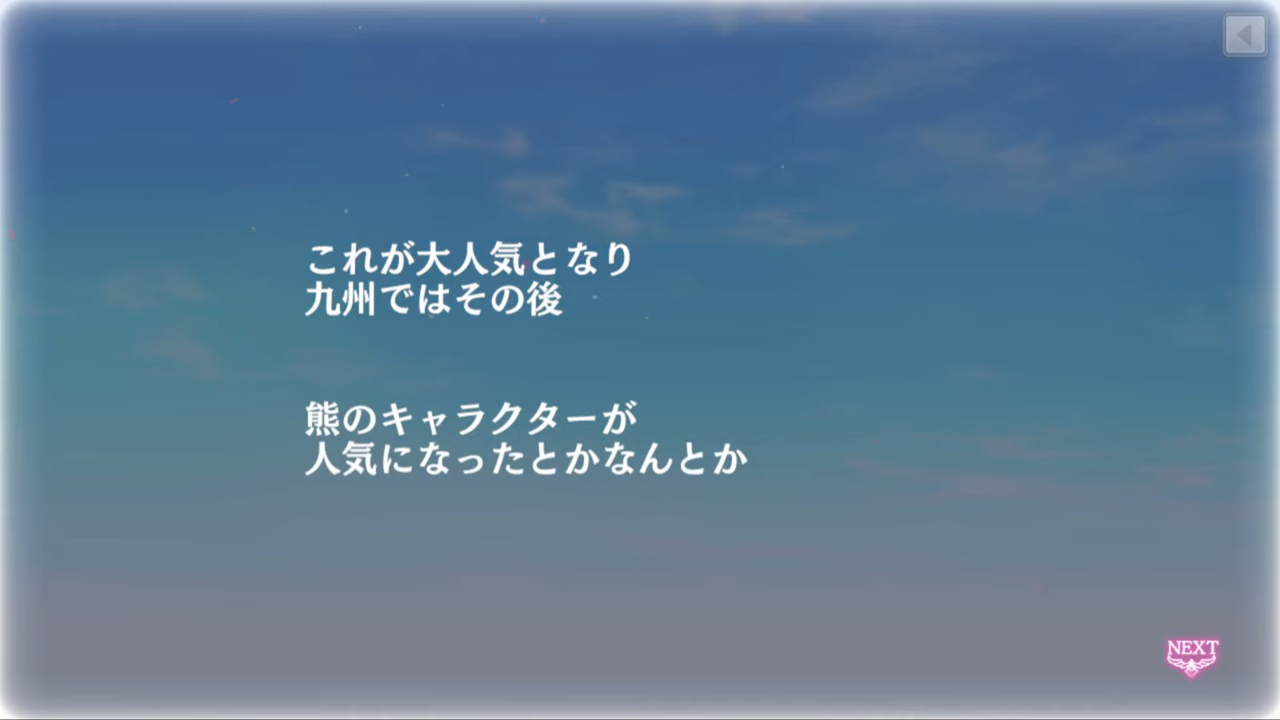 これが大人気となり
九州ではその後
熊のキャラクターが
人気になったとかなんとか
NEXT